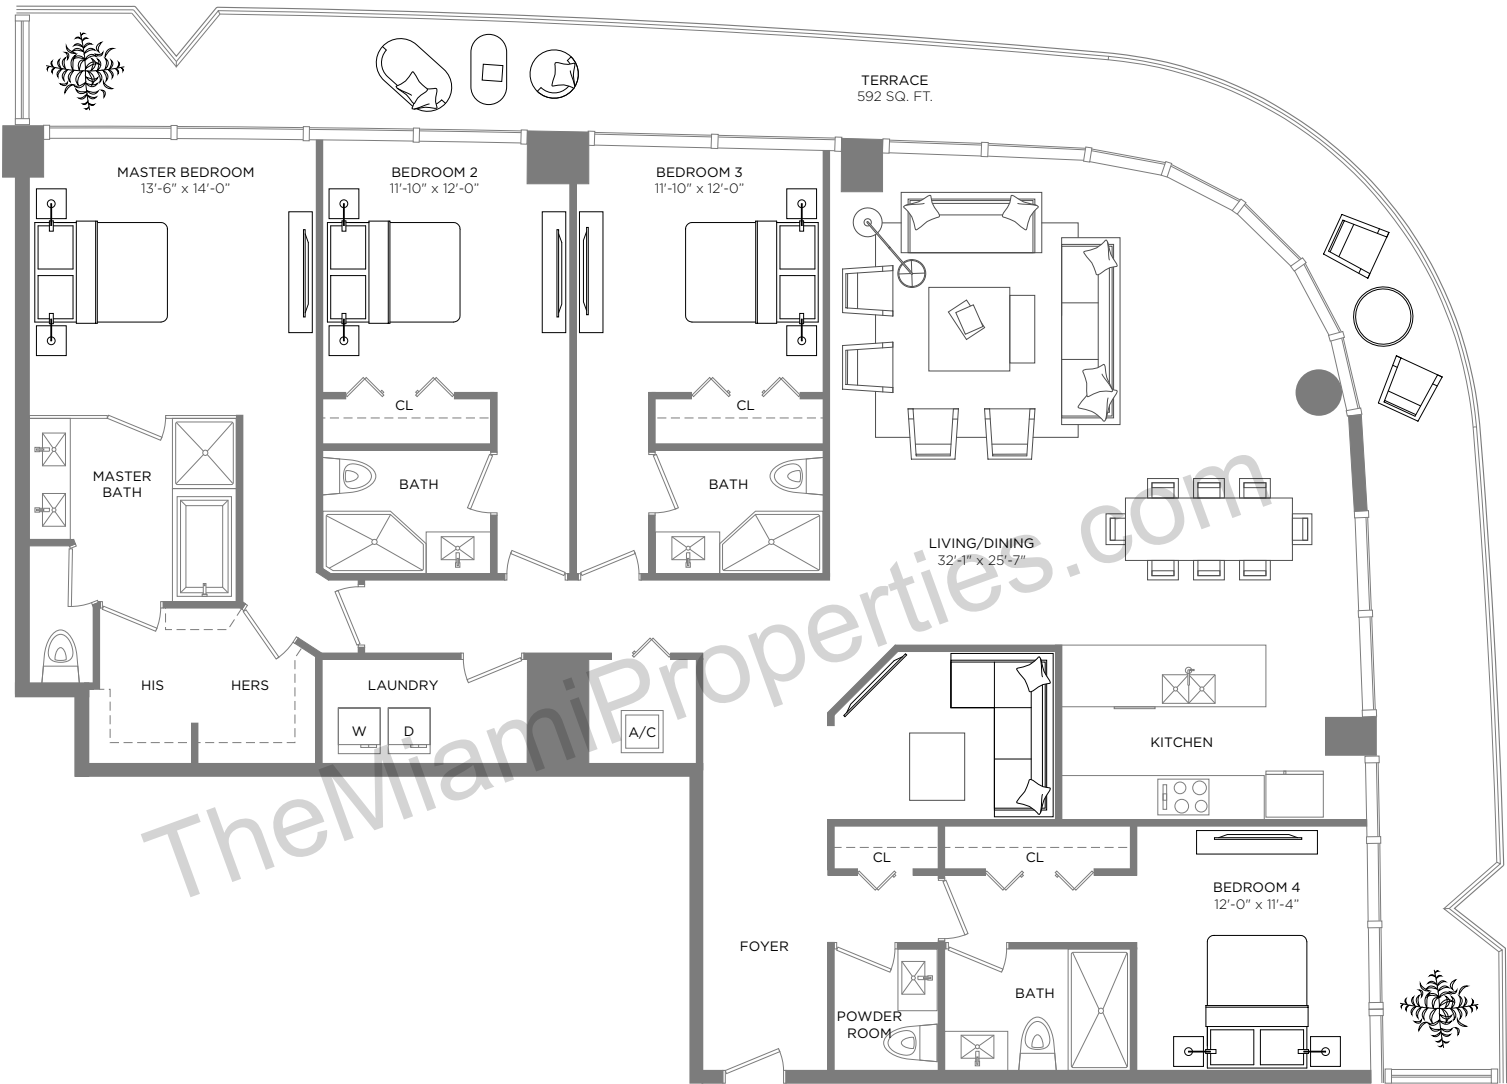 TERRACE
592 SQ. FT.
MASTER BEDROOM
13'-6" x 14'-0"
BEDROOM 2
11'-10" x 12'-0"
BEDROOM 3
11'-10" x 12'-0"
CL
CL
MASTER
BATH
BATH
BATH
LIVING/DINING
32'-1" x 25'-7"
HIS
HERS
LAUNDRY
W
D
A/C
KITCHEN
TheMiamiProperties.com
CL
CL
BEDROOM 4
12'-0" x 11'-4"
FOYER
BATH
POWDER
ROOM